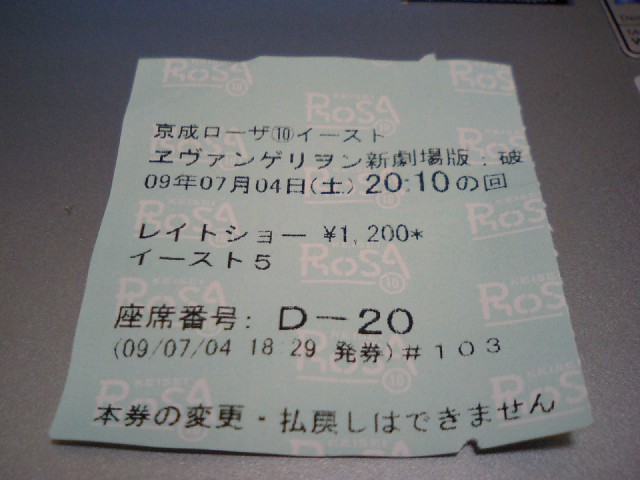 京成ローザ⑩イースト
ヱヴァンゲリヲン新劇場版：破
09年07月04日(土) 20:10の回
レイトショー ¥1,200*
イースト5
座席番号: D－20
(09/07/04 18:29 発券)#103
本券の変更・払戻しはできません
KEISEI
ROSA
10